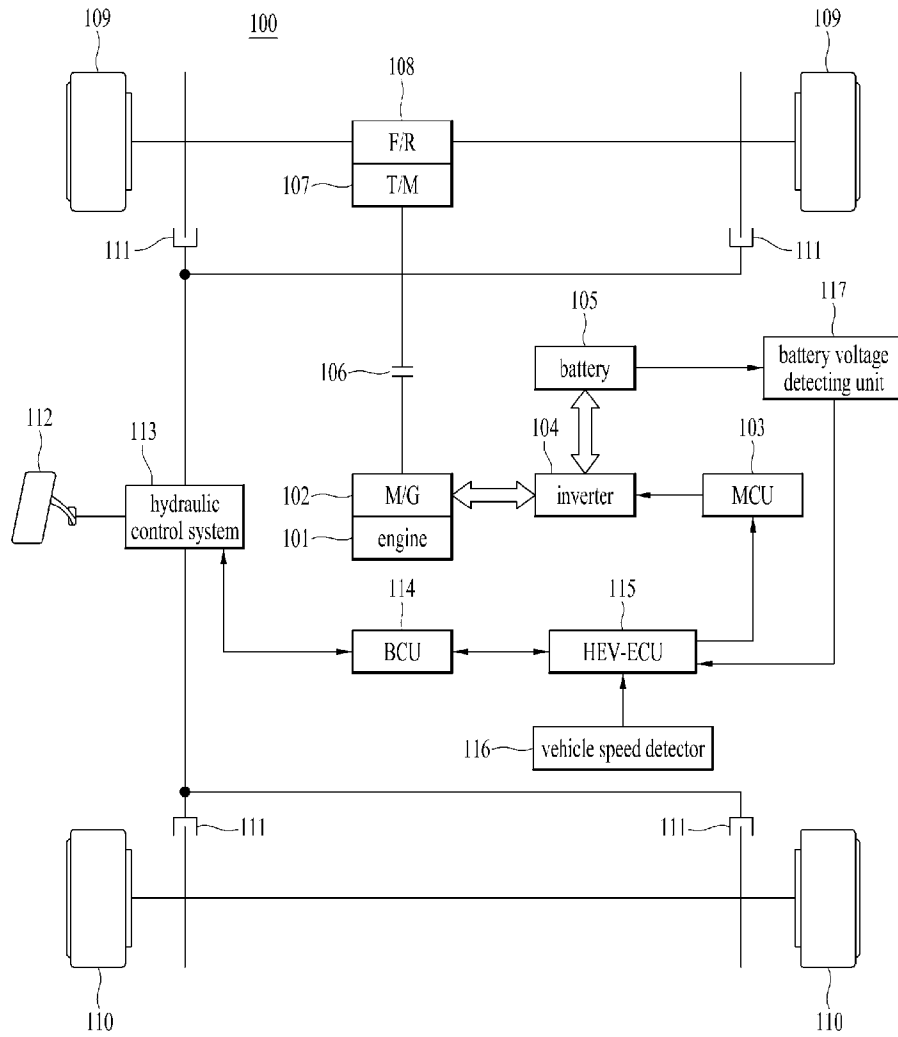 100
109
109
108
F/R
107
T/M
111
111
105
117
battery
battery voltage
detecting unit
106
112
113
104
103
hydraulic
control system
102
M/G
inverter
MCU
101
engine
114
115
BCU
HEV-ECU
116
vehicle speed detector
111
111
110
110